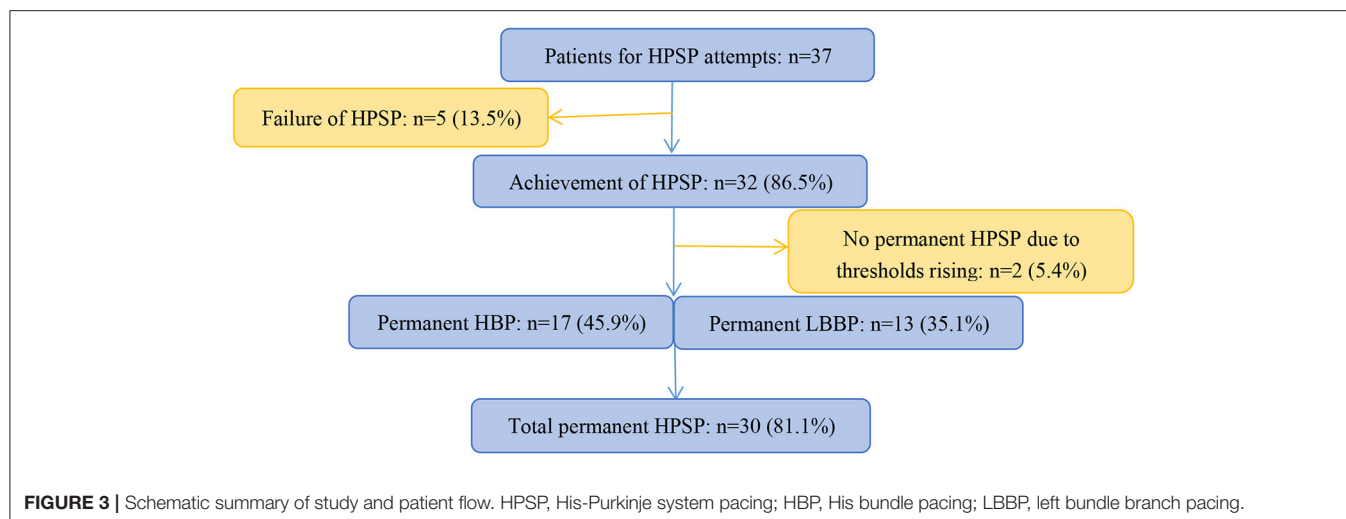 Patients for HPSP attempts: n=37
Failure of HPSP: n=5 (13.5%)
Achievement of HPSP: n=32 (86.5%)
No permanent HPSP due to
thresholds rising: n=2 (5.4%)
Permanent HBP: n=17 (45.9%)
Permanent LBBP: n=13 (35.1%)
Total permanent HPSP: n=30 (81.1%)
FIGURE 3 | Schematic summary of study and patient flow. HPSP, His-Purkinje system pacing; HBP, His bundle pacing; LBBP, left bundle branch pacing.